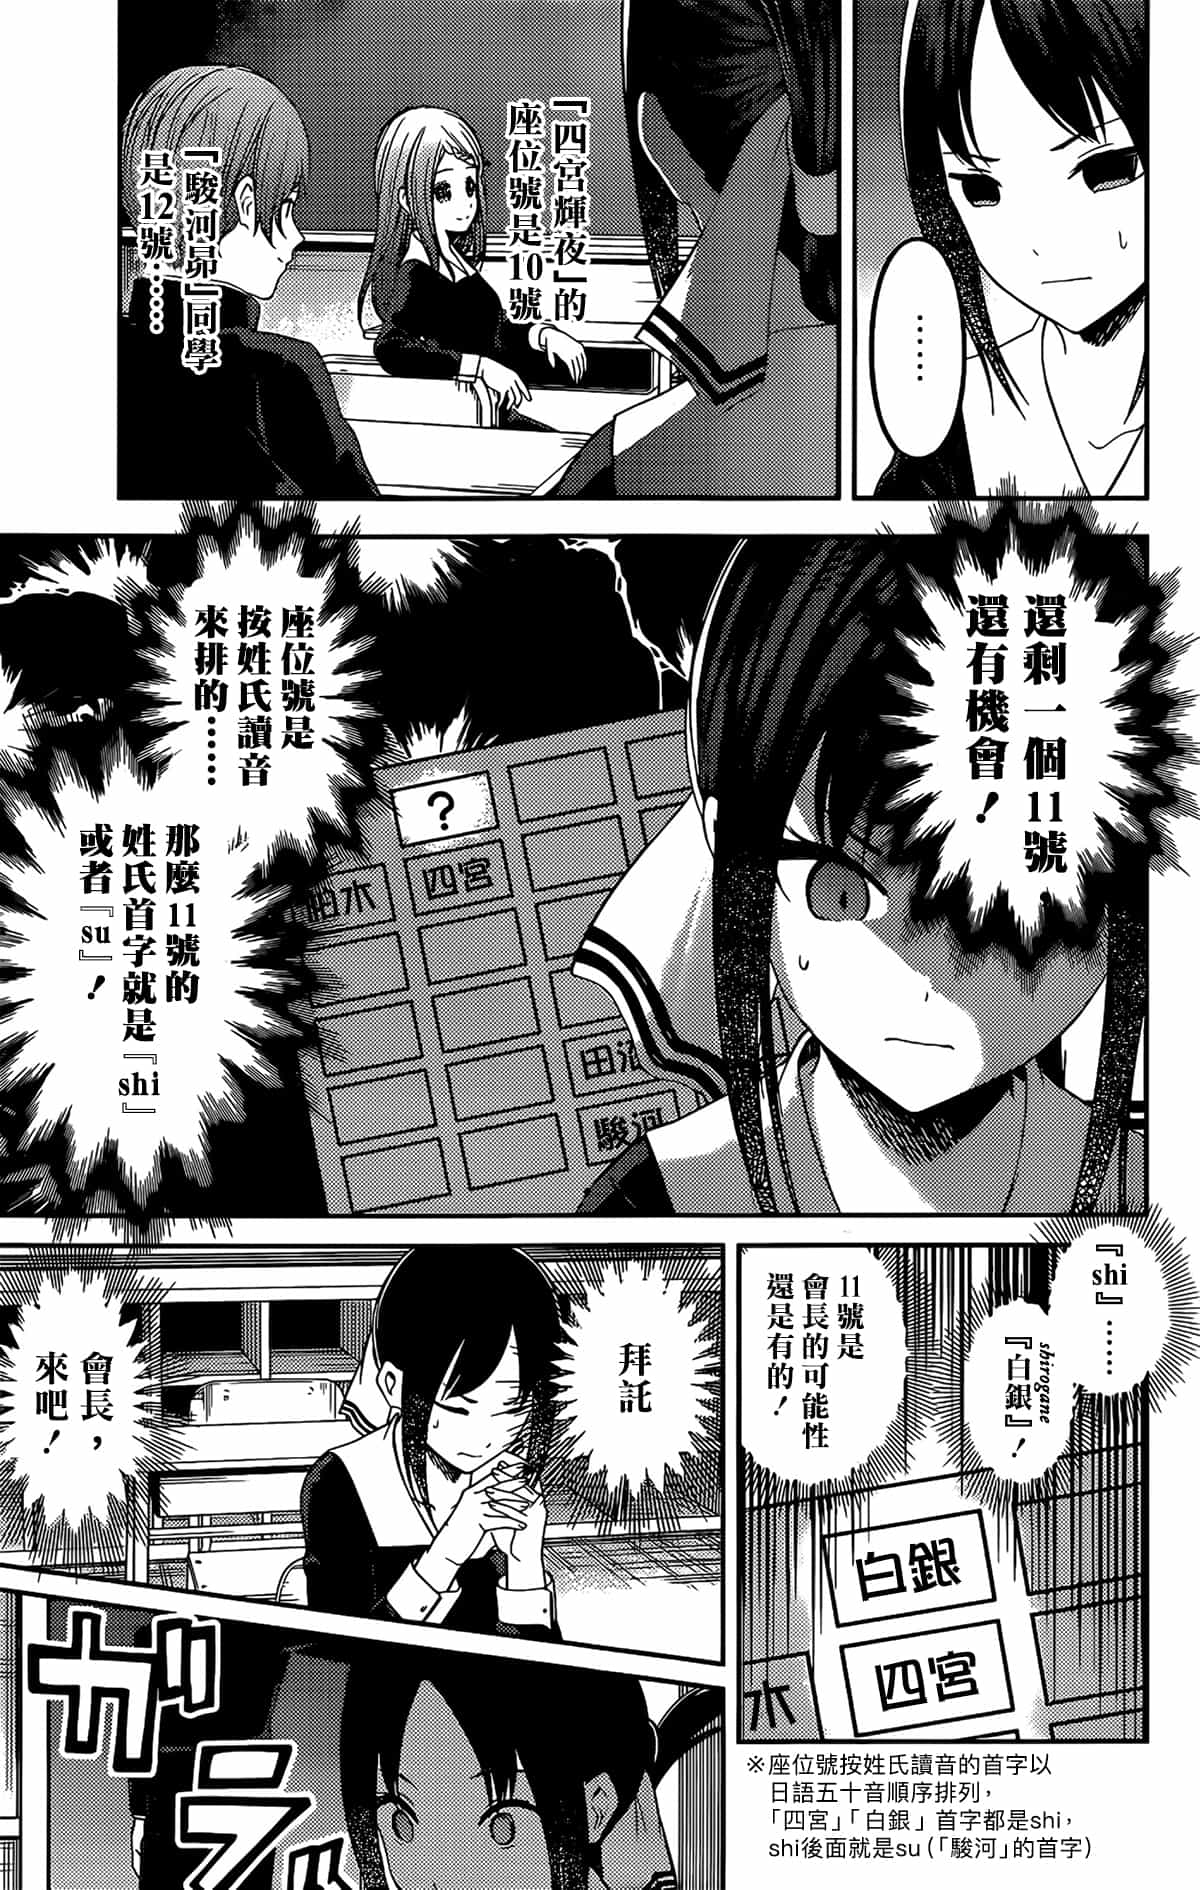 ………
『四宮輝夜』的
座位號是10號
『駿河昴』同學
是12號……
還剩一個11號.
還有機會！
座位號是
按姓氏讀音
來排的……
那麼11號的
姓氏首字就是『shi』
或者『su』！
?
四宮
柏木
田沼
駿河
『shi』……
shirogane
『白銀』！
11號是
會長的可能性
還是有的！
白銀
四宮
木
※座位號按姓氏讀音的首字以
日語五十音順序排列，
「四宮」「白銀」首字都是shi，
shi後面就是su（「駿河」的首字）
拜託
會長，
來吧！
ガラッ